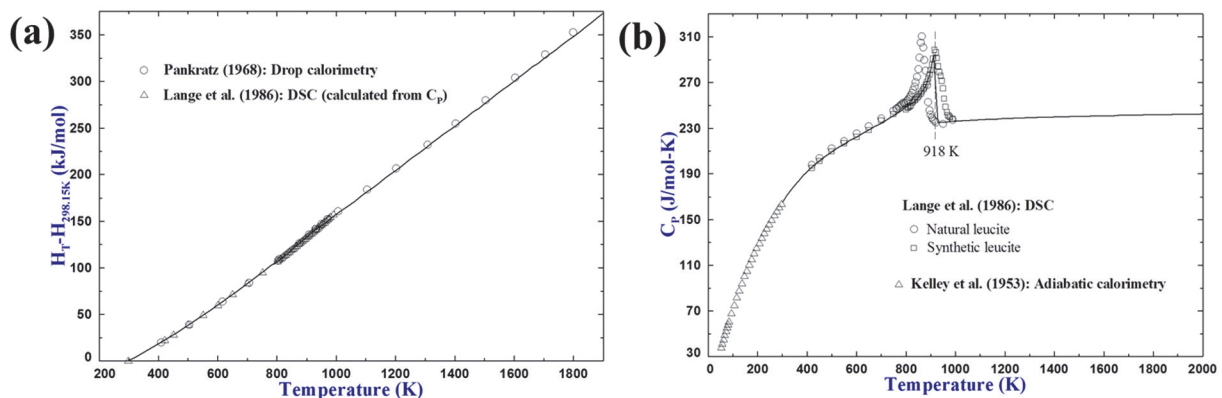 (a)
H_T-H_298.15K (kJ/mol)
350
300
250
200
150
100
50
0
○ Pankratz (1968): Drop calorimetry
△ Lange et al. (1986): DSC (calculated from C_P)
200 400 600 800 1000 1200 1400 1600 1800
Temperature (K)
(b)
C_P (J/mol-K)
310
270
230
190
150
110
70
30
918 K
Lange et al. (1986): DSC
○ Natural leucite
□ Synthetic leucite
△ Kelley et al. (1953): Adiabatic calorimetry
0 200 400 600 800 1000 1200 1400 1600 1800 2000
Temperature (K)